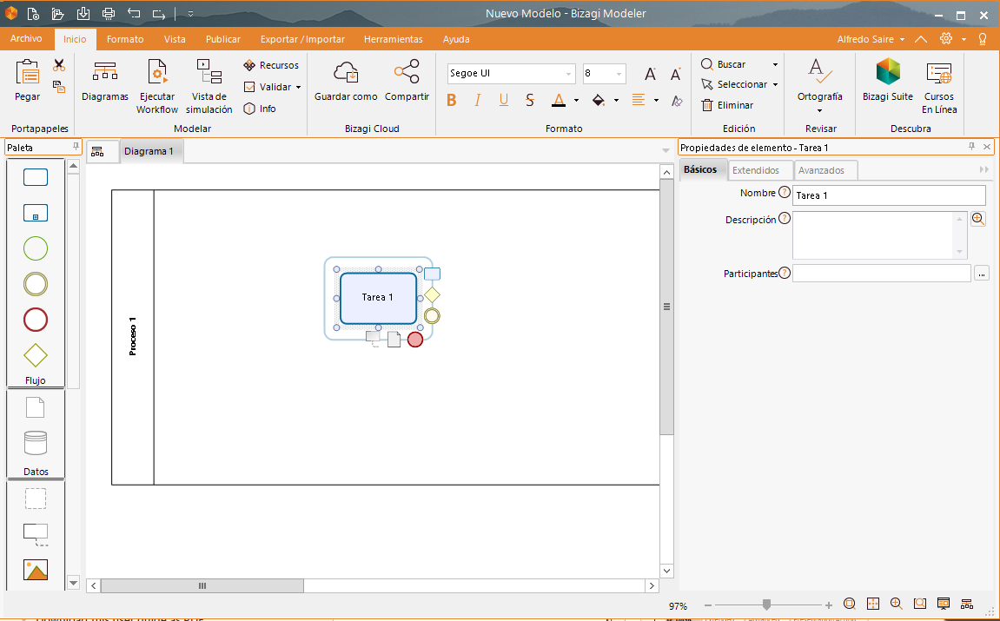 Nuevo Modelo - Bizagi Modeler
Archivo Inicio Formato Vista Publicar Exportar / Importar Herramientas Ayuda Alfredo Saire
Pegar
Portapapeles
Diagramas
Ejecutar
Workflow
Vista de
simulación
Recursos
Validar
Info
Modelar
Guardar como
Compartir
Bizagi Cloud
Segoe UI 8
A A
B I U S A
Formato
Buscar
Seleccionar
Eliminar
Edición
Ortografía
Revisar
Bizagi Suite
Cursos
En Línea
Descubra
Paleta
Flujo
Datos
Diagrama 1
Proceso 1
Tarea 1
Propiedades de elemento - Tarea 1
Básicos Extendidos Avanzados
Nombre ? Tarea 1
Descripción ?
Participantes ? ...
97%